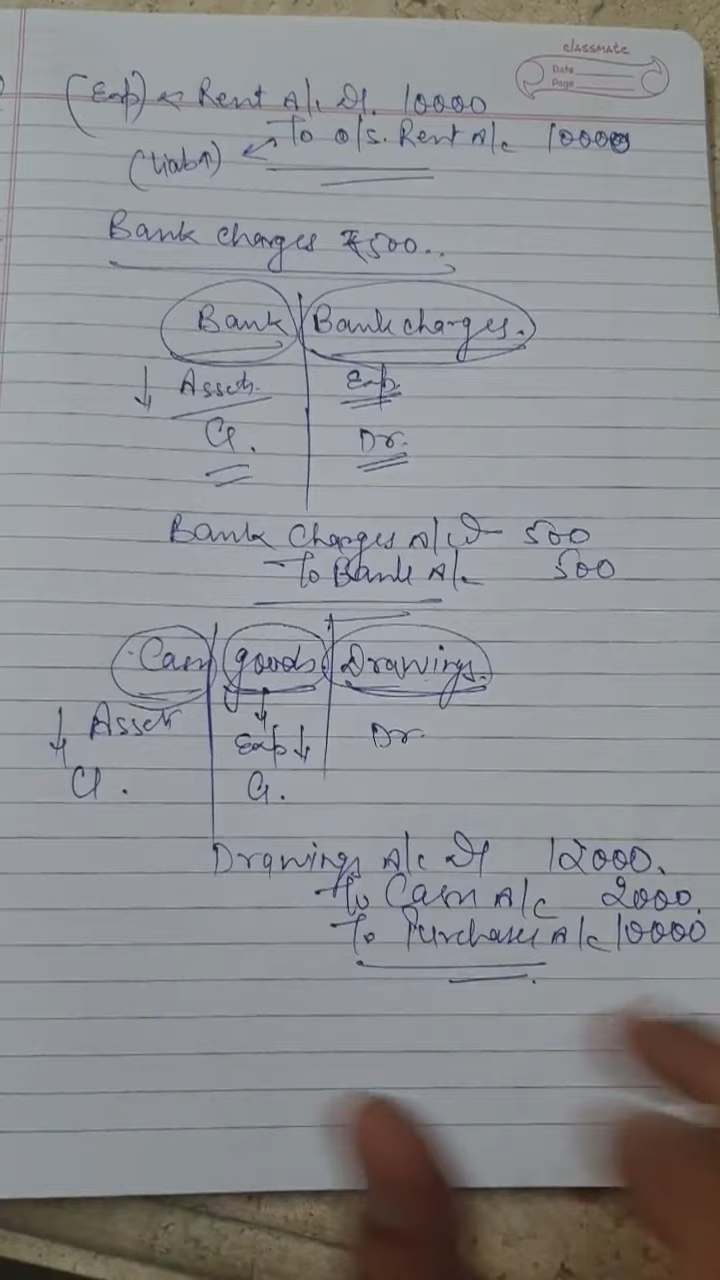 classmate
Date
Page
(Exp) ← Rent A/c Dr. 10000
To o/s. Rent A/c 10000
(Liab↑)
Bank charges ₹500..
Bank Bank charges.
↓ Assets. Exp.
Cr. Dr.
Bank Charges A/c Dr 500
To Bank A/c 500
Cash goods Drawings.
↓ Asset Exp↓ Dr.
Cr. Cr.
Drawings A/c Dr 12000.
To Cash A/c 2000.
To Purchases A/c 10000